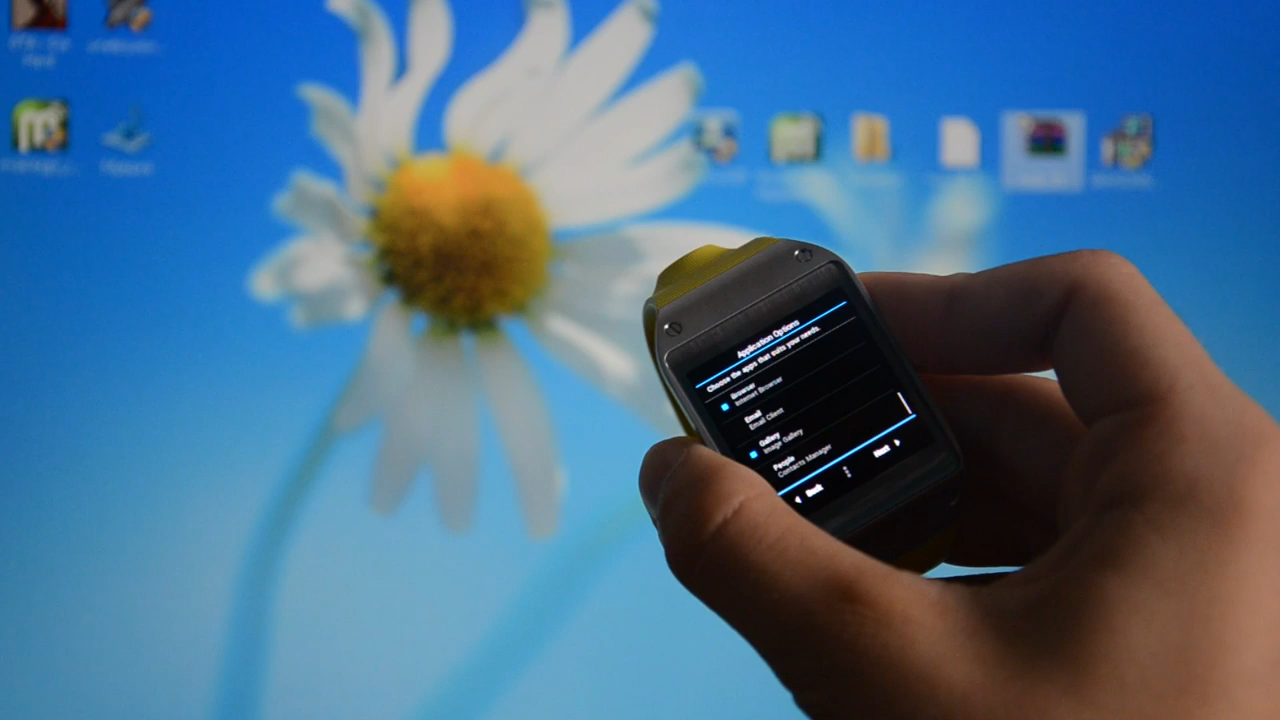 Application Options
Choose the apps that suits your needs.
Browser
Internet Browser
Email
Email Client
Gallery
Image Gallery
People
Contacts Manager
Back
Next